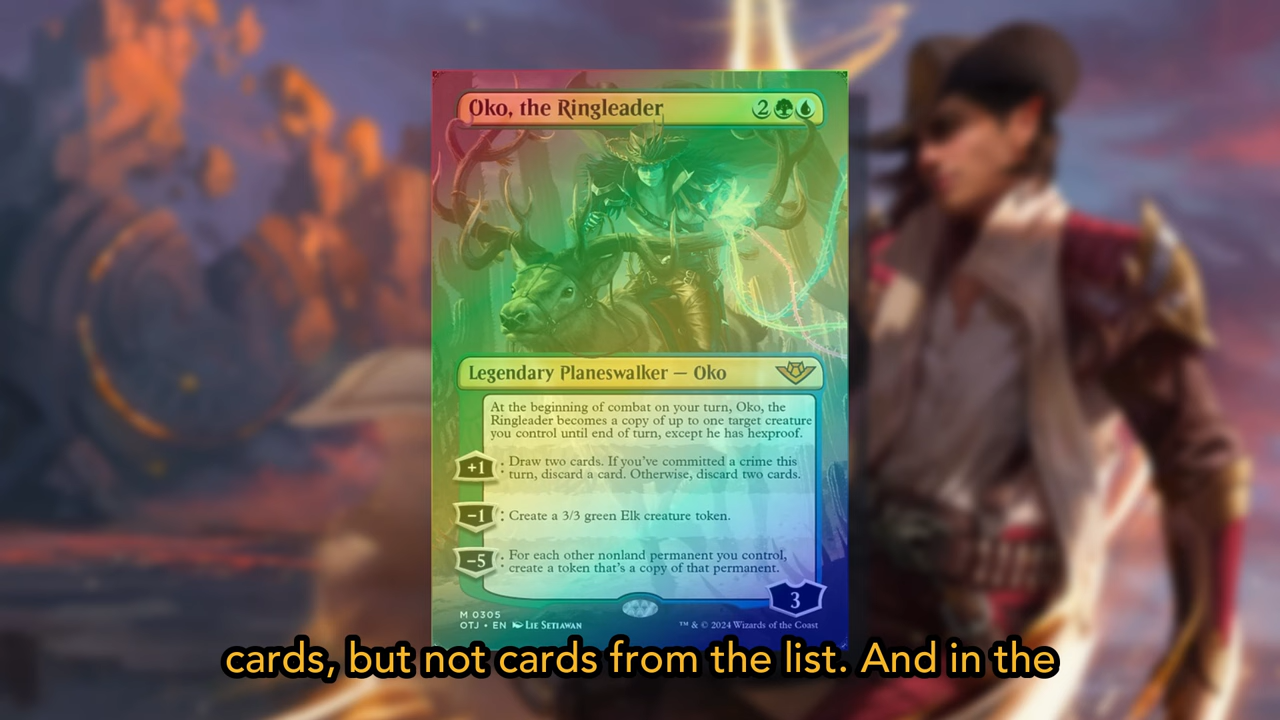 Oko, the Ringleader 2
Legendary Planeswalker — Oko
At the beginning of combat on your turn, Oko, the
Ringleader becomes a copy of up to one target creature
you control until end of turn, except he has hexproof.
+1 : Draw two cards. If you've committed a crime this
turn, discard a card. Otherwise, discard two cards.
−1 : Create a 3/3 green Elk creature token.
−5 : For each other nonland permanent you control,
create a token that's a copy of that permanent.
3
M 0305
OTJ • EN Lie Setiawan ™ & © 2024 Wizards of the Coast
cards, but not cards from the list. And in the